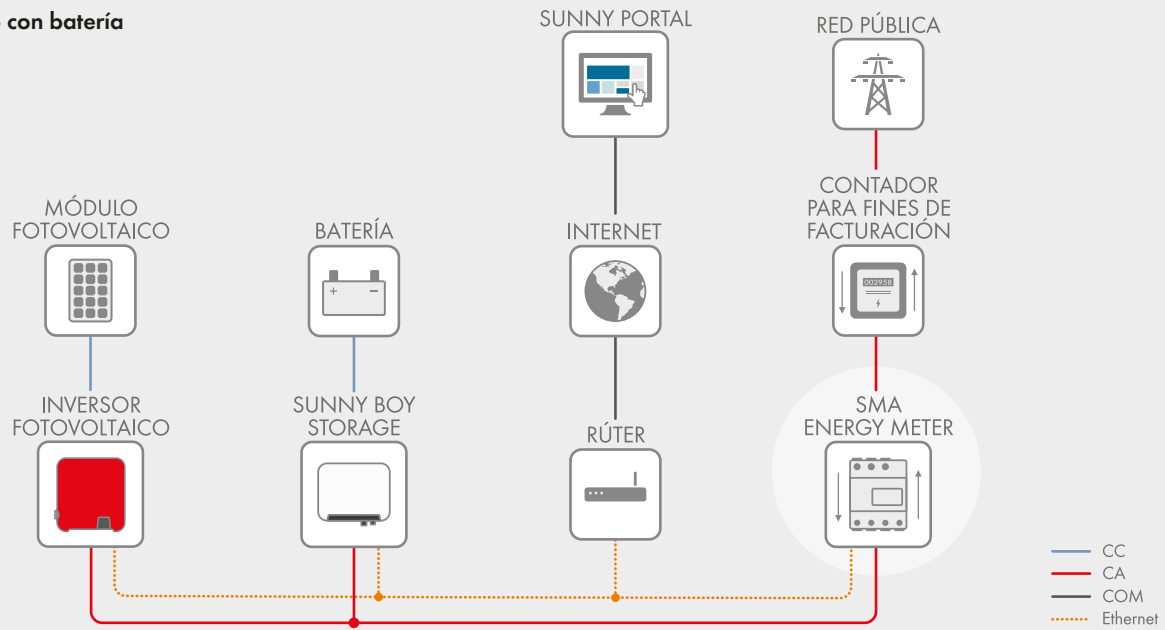 con batería
SUNNY PORTAL
RED PÚBLICA
MÓDULO
FOTOVOLTAICO
BATERÍA
INTERNET
CONTADOR
PARA FINES DE
FACTURACIÓN
002958
INVERSOR
FOTOVOLTAICO
SUNNY BOY
STORAGE
RÚTER
SMA
ENERGY METER
CC
CA
COM
Ethernet